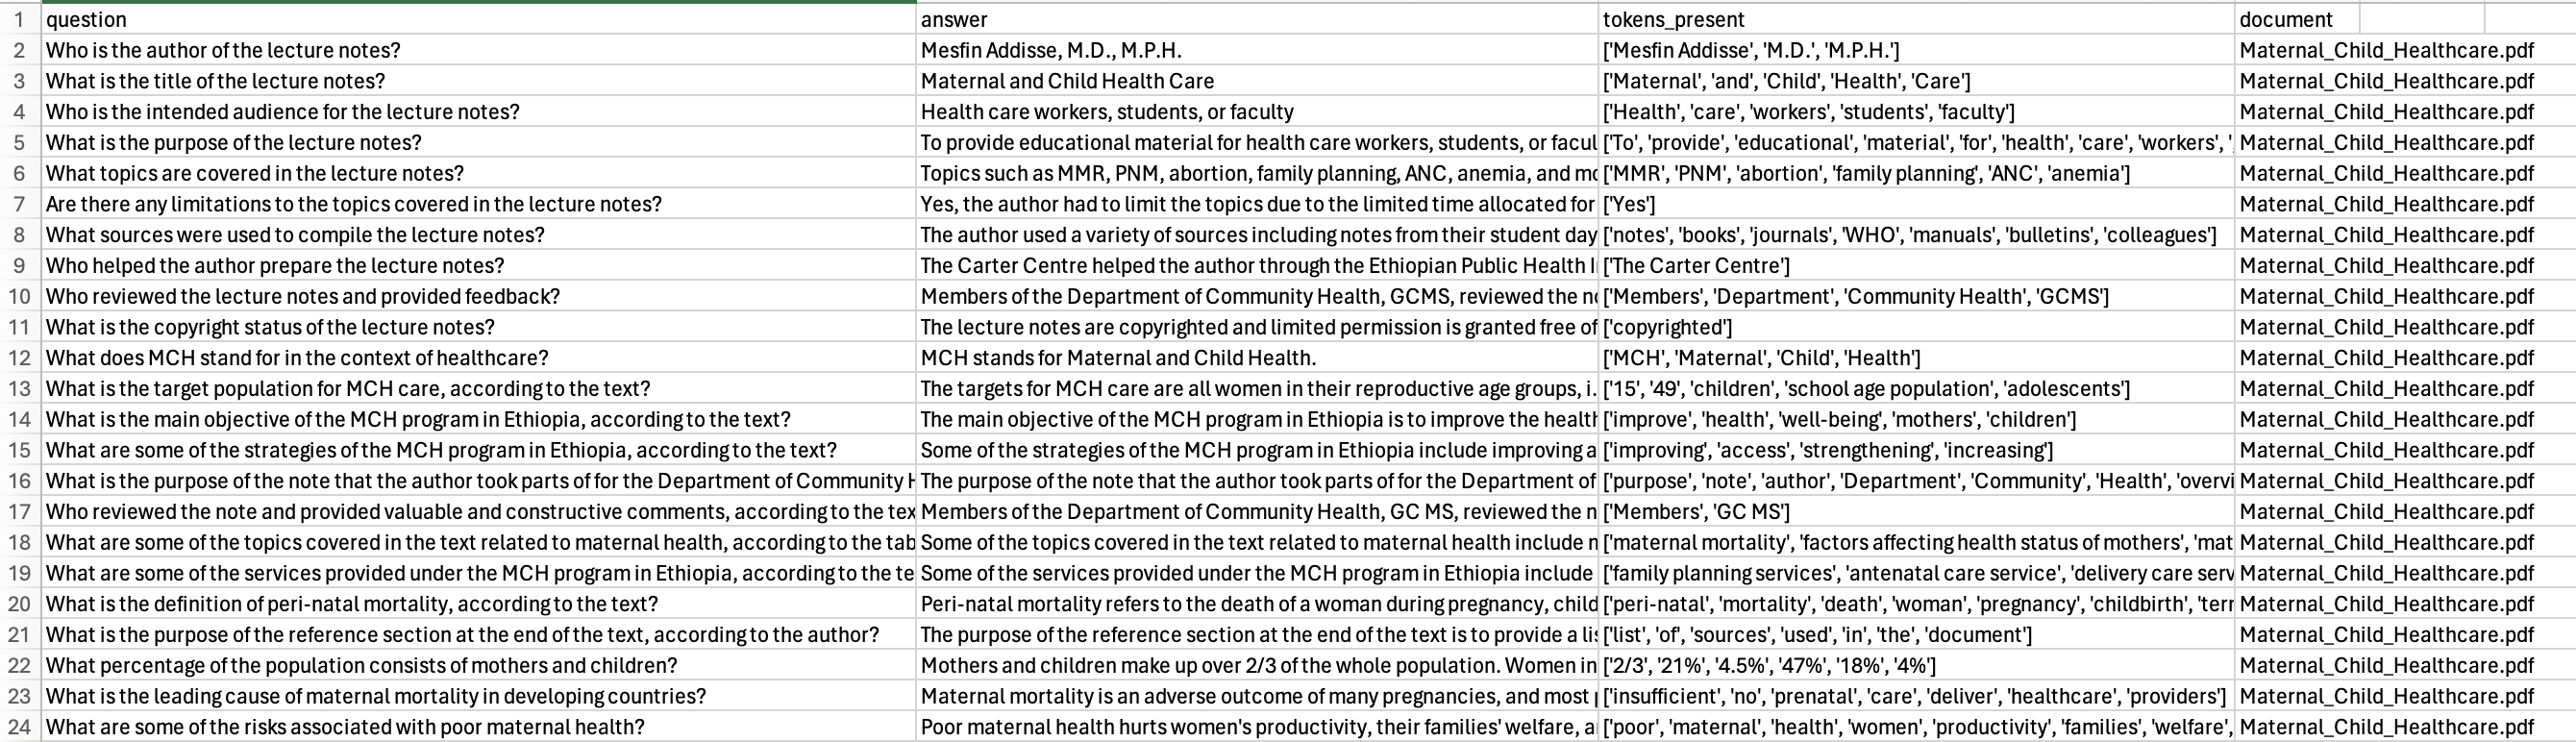 1 question answer tokens_present document
2 Who is the author of the lecture notes? Mesfin Addisse, M.D., M.P.H. ['Mesfin Addisse', 'M.D.', 'M.P.H.'] Maternal_Child_Healthcare.pdf
3 What is the title of the lecture notes? Maternal and Child Health Care ['Maternal', 'and', 'Child', 'Health', 'Care'] Maternal_Child_Healthcare.pdf
4 Who is the intended audience for the lecture notes? Health care workers, students, or faculty ['Health', 'care', 'workers', 'students', 'faculty'] Maternal_Child_Healthcare.pdf
5 What is the purpose of the lecture notes? To provide educational material for health care workers, students, or facul ['To', 'provide', 'educational', 'material', 'for', 'health', 'care', 'workers', ' Maternal_Child_Healthcare.pdf
6 What topics are covered in the lecture notes? Topics such as MMR, PNM, abortion, family planning, ANC, anemia, and mo ['MMR', 'PNM', 'abortion', 'family planning', 'ANC', 'anemia'] Maternal_Child_Healthcare.pdf
7 Are there any limitations to the topics covered in the lecture notes? Yes, the author had to limit the topics due to the limited time allocated for ['Yes'] Maternal_Child_Healthcare.pdf
8 What sources were used to compile the lecture notes? The author used a variety of sources including notes from their student day ['notes', 'books', 'journals', 'WHO', 'manuals', 'bulletins', 'colleagues'] Maternal_Child_Healthcare.pdf
9 Who helped the author prepare the lecture notes? The Carter Centre helped the author through the Ethiopian Public Health I ['The Carter Centre'] Maternal_Child_Healthcare.pdf
10 Who reviewed the lecture notes and provided feedback? Members of the Department of Community Health, GCMS, reviewed the no ['Members', 'Department', 'Community Health', 'GCMS'] Maternal_Child_Healthcare.pdf
11 What is the copyright status of the lecture notes? The lecture notes are copyrighted and limited permission is granted free of ['copyrighted'] Maternal_Child_Healthcare.pdf
12 What does MCH stand for in the context of healthcare? MCH stands for Maternal and Child Health. ['MCH', 'Maternal', 'Child', 'Health'] Maternal_Child_Healthcare.pdf
13 What is the target population for MCH care, according to the text? The targets for MCH care are all women in their reproductive age groups, i. ['15', '49', 'children', 'school age population', 'adolescents'] Maternal_Child_Healthcare.pdf
14 What is the main objective of the MCH program in Ethiopia, according to the text? The main objective of the MCH program in Ethiopia is to improve the health ['improve', 'health', 'well-being', 'mothers', 'children'] Maternal_Child_Healthcare.pdf
15 What are some of the strategies of the MCH program in Ethiopia, according to the text? Some of the strategies of the MCH program in Ethiopia include improving a ['improving', 'access', 'strengthening', 'increasing'] Maternal_Child_Healthcare.pdf
16 What is the purpose of the note that the author took parts of for the Department of Community H The purpose of the note that the author took parts of for the Department of ['purpose', 'note', 'author', 'Department', 'Community', 'Health', 'overvi Maternal_Child_Healthcare.pdf
17 Who reviewed the note and provided valuable and constructive comments, according to the tex Members of the Department of Community Health, GC MS, reviewed the n ['Members', 'GC MS'] Maternal_Child_Healthcare.pdf
18 What are some of the topics covered in the text related to maternal health, according to the tab Some of the topics covered in the text related to maternal health include n ['maternal mortality', 'factors affecting health status of mothers', 'mat Maternal_Child_Healthcare.pdf
19 What are some of the services provided under the MCH program in Ethiopia, according to the te Some of the services provided under the MCH program in Ethiopia include ['family planning services', 'antenatal care service', 'delivery care serv Maternal_Child_Healthcare.pdf
20 What is the definition of peri-natal mortality, according to the text? Peri-natal mortality refers to the death of a woman during pregnancy, child ['peri-natal', 'mortality', 'death', 'woman', 'pregnancy', 'childbirth', 'terr Maternal_Child_Healthcare.pdf
21 What is the purpose of the reference section at the end of the text, according to the author? The purpose of the reference section at the end of the text is to provide a lis ['list', 'of', 'sources', 'used', 'in', 'the', 'document'] Maternal_Child_Healthcare.pdf
22 What percentage of the population consists of mothers and children? Mothers and children make up over 2/3 of the whole population. Women in ['2/3', '21%', '4.5%', '47%', '18%', '4%'] Maternal_Child_Healthcare.pdf
23 What is the leading cause of maternal mortality in developing countries? Maternal mortality is an adverse outcome of many pregnancies, and most ['insufficient', 'no', 'prenatal', 'care', 'deliver', 'healthcare', 'providers'] Maternal_Child_Healthcare.pdf
24 What are some of the risks associated with poor maternal health? Poor maternal health hurts women's productivity, their families' welfare, a ['poor', 'maternal', 'health', 'women', 'productivity', 'families', 'welfare', Maternal_Child_Healthcare.pdf